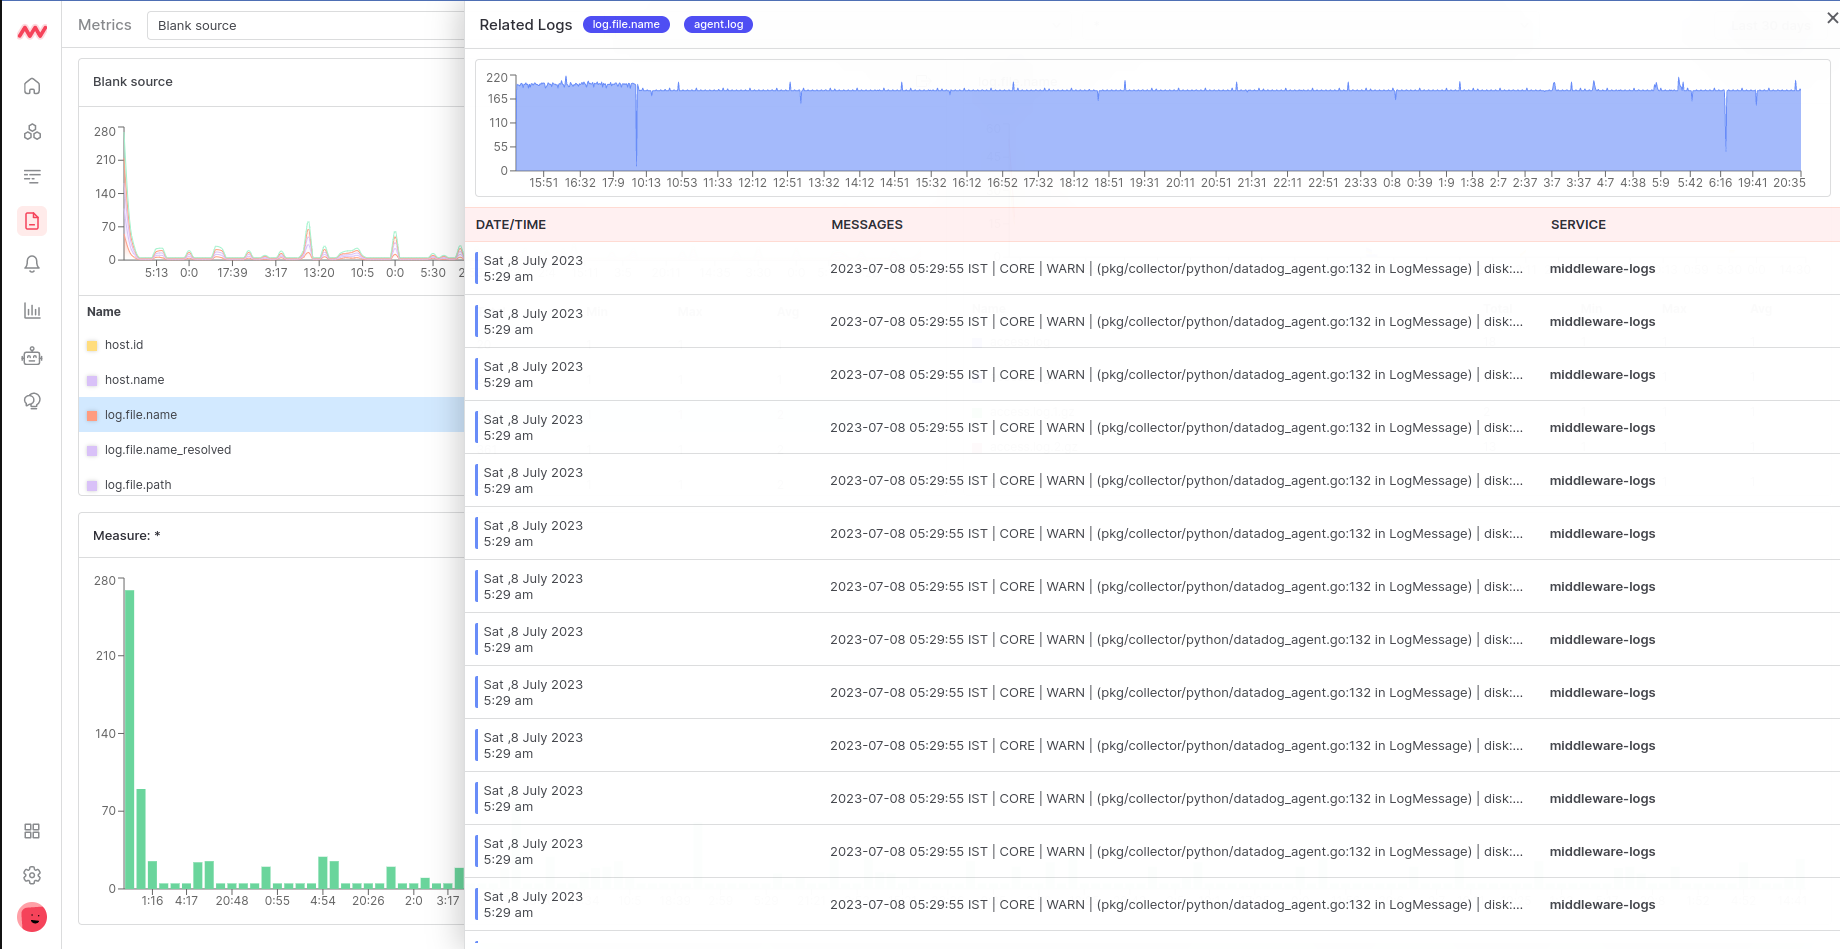 Metrics
Blank source
Related Logs
log.file.name
agent.log
Blank source
280
210
140
70
0
5:13 0:0 17:39 3:17 13:20 10:5 0:0 5:30 2
Name
host.id
host.name
log.file.name
log.file.name_resolved
log.file.path
Measure: *
280
210
140
70
0
1:16 4:17 20:48 0:55 4:54 20:26 2:0 3:17
220
165
110
55
0
15:51 16:32 17:9 10:13 10:53 11:33 12:12 12:51 13:32 14:12 14:51 15:32 16:12 16:52 17:32 18:12 18:51 19:31 20:11 20:51 21:31 22:11 22:51 23:33 0:8 0:39 1:9 1:38 2:7 2:37 3:7 3:37 4:7 4:38 5:9 5:42 6:16 19:41 20:35
DATE/TIME MESSAGES SERVICE
Sat ,8 July 2023
5:29 am
2023-07-08 05:29:55 IST | CORE | WARN | (pkg/collector/python/datadog_agent.go:132 in LogMessage) | disk:...
middleware-logs
Sat ,8 July 2023
5:29 am
2023-07-08 05:29:55 IST | CORE | WARN | (pkg/collector/python/datadog_agent.go:132 in LogMessage) | disk:...
middleware-logs
Sat ,8 July 2023
5:29 am
2023-07-08 05:29:55 IST | CORE | WARN | (pkg/collector/python/datadog_agent.go:132 in LogMessage) | disk:...
middleware-logs
Sat ,8 July 2023
5:29 am
2023-07-08 05:29:55 IST | CORE | WARN | (pkg/collector/python/datadog_agent.go:132 in LogMessage) | disk:...
middleware-logs
Sat ,8 July 2023
5:29 am
2023-07-08 05:29:55 IST | CORE | WARN | (pkg/collector/python/datadog_agent.go:132 in LogMessage) | disk:...
middleware-logs
Sat ,8 July 2023
5:29 am
2023-07-08 05:29:55 IST | CORE | WARN | (pkg/collector/python/datadog_agent.go:132 in LogMessage) | disk:...
middleware-logs
Sat ,8 July 2023
5:29 am
2023-07-08 05:29:55 IST | CORE | WARN | (pkg/collector/python/datadog_agent.go:132 in LogMessage) | disk:...
middleware-logs
Sat ,8 July 2023
5:29 am
2023-07-08 05:29:55 IST | CORE | WARN | (pkg/collector/python/datadog_agent.go:132 in LogMessage) | disk:...
middleware-logs
Sat ,8 July 2023
5:29 am
2023-07-08 05:29:55 IST | CORE | WARN | (pkg/collector/python/datadog_agent.go:132 in LogMessage) | disk:...
middleware-logs
Sat ,8 July 2023
5:29 am
2023-07-08 05:29:55 IST | CORE | WARN | (pkg/collector/python/datadog_agent.go:132 in LogMessage) | disk:...
middleware-logs
Sat ,8 July 2023
5:29 am
2023-07-08 05:29:55 IST | CORE | WARN | (pkg/collector/python/datadog_agent.go:132 in LogMessage) | disk:...
middleware-logs
Sat ,8 July 2023
5:29 am
2023-07-08 05:29:55 IST | CORE | WARN | (pkg/collector/python/datadog_agent.go:132 in LogMessage) | disk:...
middleware-logs
Sat ,8 July 2023
5:29 am
2023-07-08 05:29:55 IST | CORE | WARN | (pkg/collector/python/datadog_agent.go:132 in LogMessage) | disk:...
middleware-logs